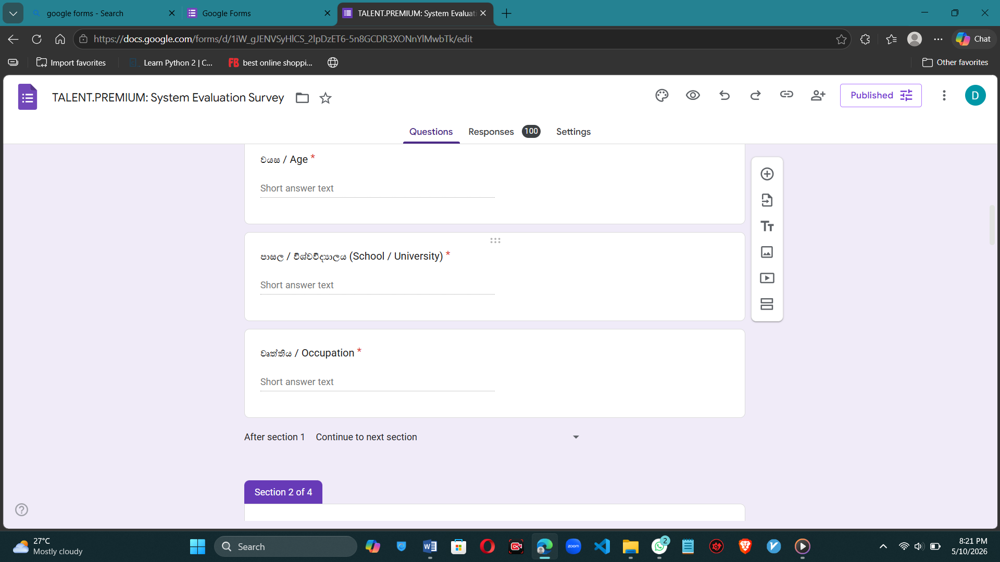 google forms - Search
Google Forms
TALENT.PREMIUM: System Evaluati
https://docs.google.com/forms/d/1iW_gJENVSyHlCS_2lpDzET6-5n8GCDR3XONnYlMwbTk/edit
Chat
Import favorites
Learn Python 2 | C...
FB best online shoppi...
Other favorites
TALENT.PREMIUM: System Evaluation Survey
Published
D
Questions
Responses 100
Settings
වයස / Age *
Short answer text
පාසල / විශ්වවිද්‍යාලය (School / University) *
Short answer text
Tт
වෘත්තිය / Occupation *
Short answer text
After section 1 Continue to next section
Section 2 of 4
27°C
Mostly cloudy
Search
zoom
2
8:21 PM
5/10/2026